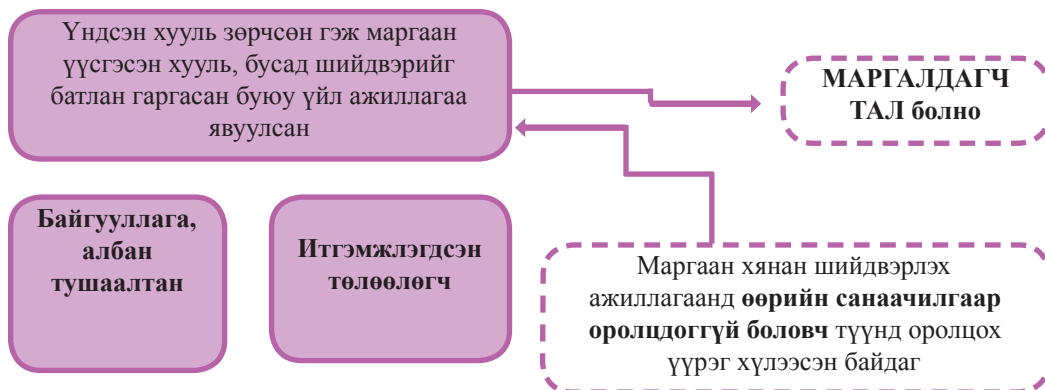 Үндсэн хууль зөрчсөн гэж маргаан
үүсгэсэн хууль, бусад шийдвэрийг
батлан гаргасан буюу үйл ажиллагаа
явуулсан
МАРГАЛДАГЧ
ТАЛ болно
Байгууллага,
албан
тушаалтан
Итгэмжлэгдсэн
төлөөлөгч
Маргаан хянан шийдвэрлэх
ажиллагаанд өөрийн санаачилгаар
оролцдоггүй боловч түүнд оролцох
үүрэг хүлээсэн байдаг